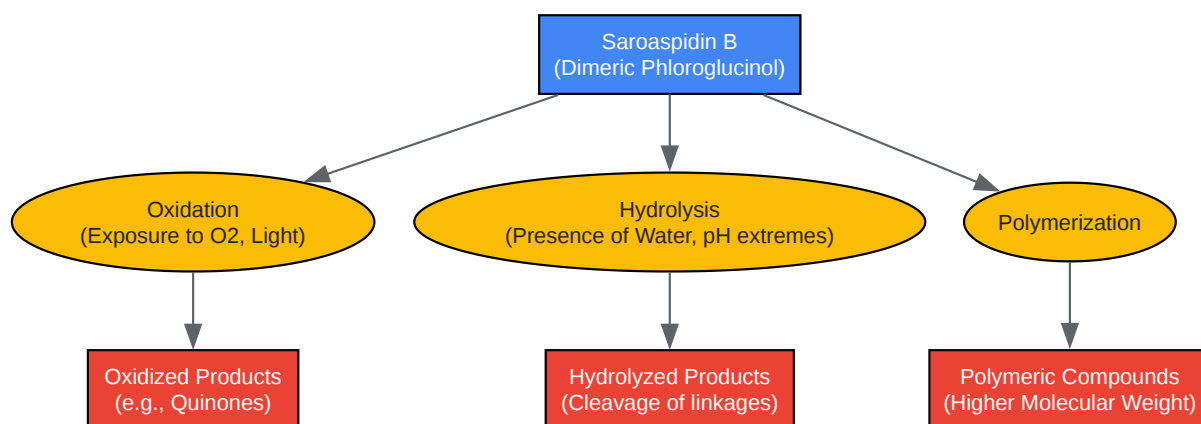 Saroaspidin B
(Dimeric Phloroglucinol)
Oxidation
(Exposure to O2, Light)
Hydrolysis
(Presence of Water, pH extremes)
Polymerization
Oxidized Products
(e.g., Quinones)
Hydrolyzed Products
(Cleavage of linkages)
Polymeric Compounds
(Higher Molecular Weight)